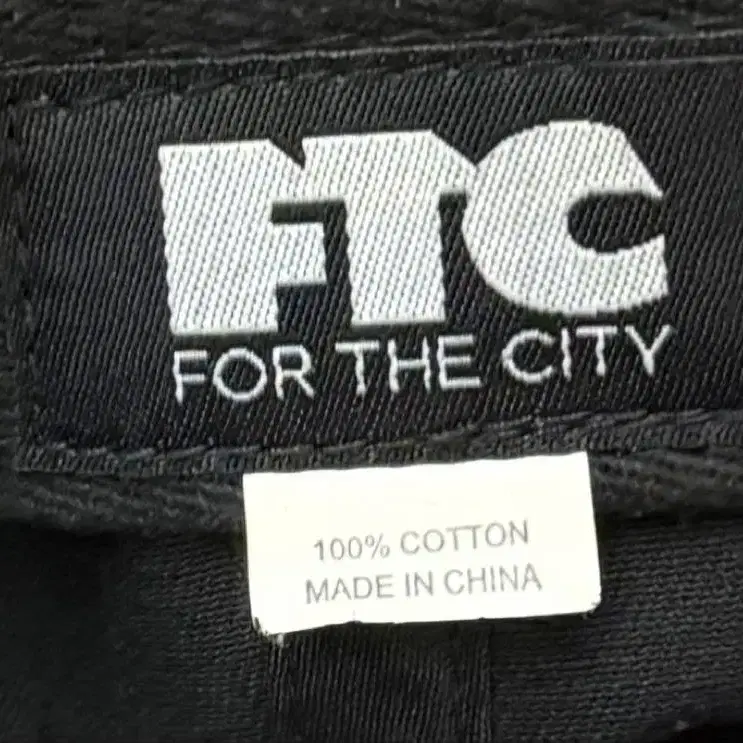 FTC
FOR THE CITY
100% COTTON
MADE IN CHINA